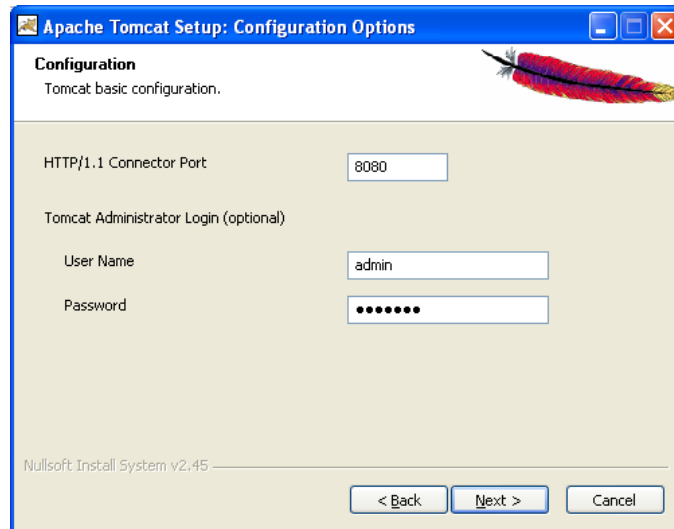 Apache Tomcat Setup: Configuration Options
Configuration
Tomcat basic configuration.
HTTP/1.1 Connector Port 8080
Tomcat Administrator Login (optional)
User Name admin
Password ●●●●●●●
Nullsoft Install System v2.45
< Back Next > Cancel